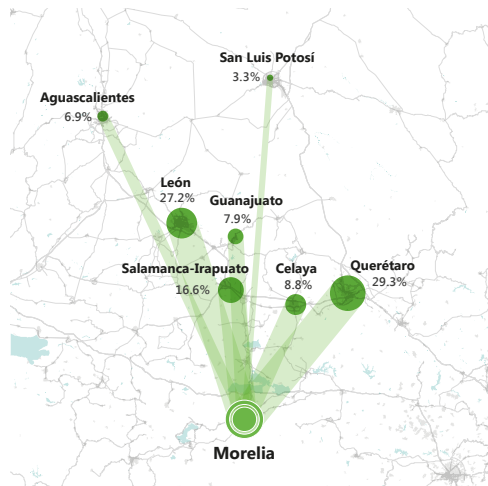 San Luis Potosí
3.3%
Aguascalientes
6.9%
León
27.2%
Guanajuato
7.9%
Salamanca-Irapuato
16.6%
Celaya
8.8%
Querétaro
29.3%
Morelia